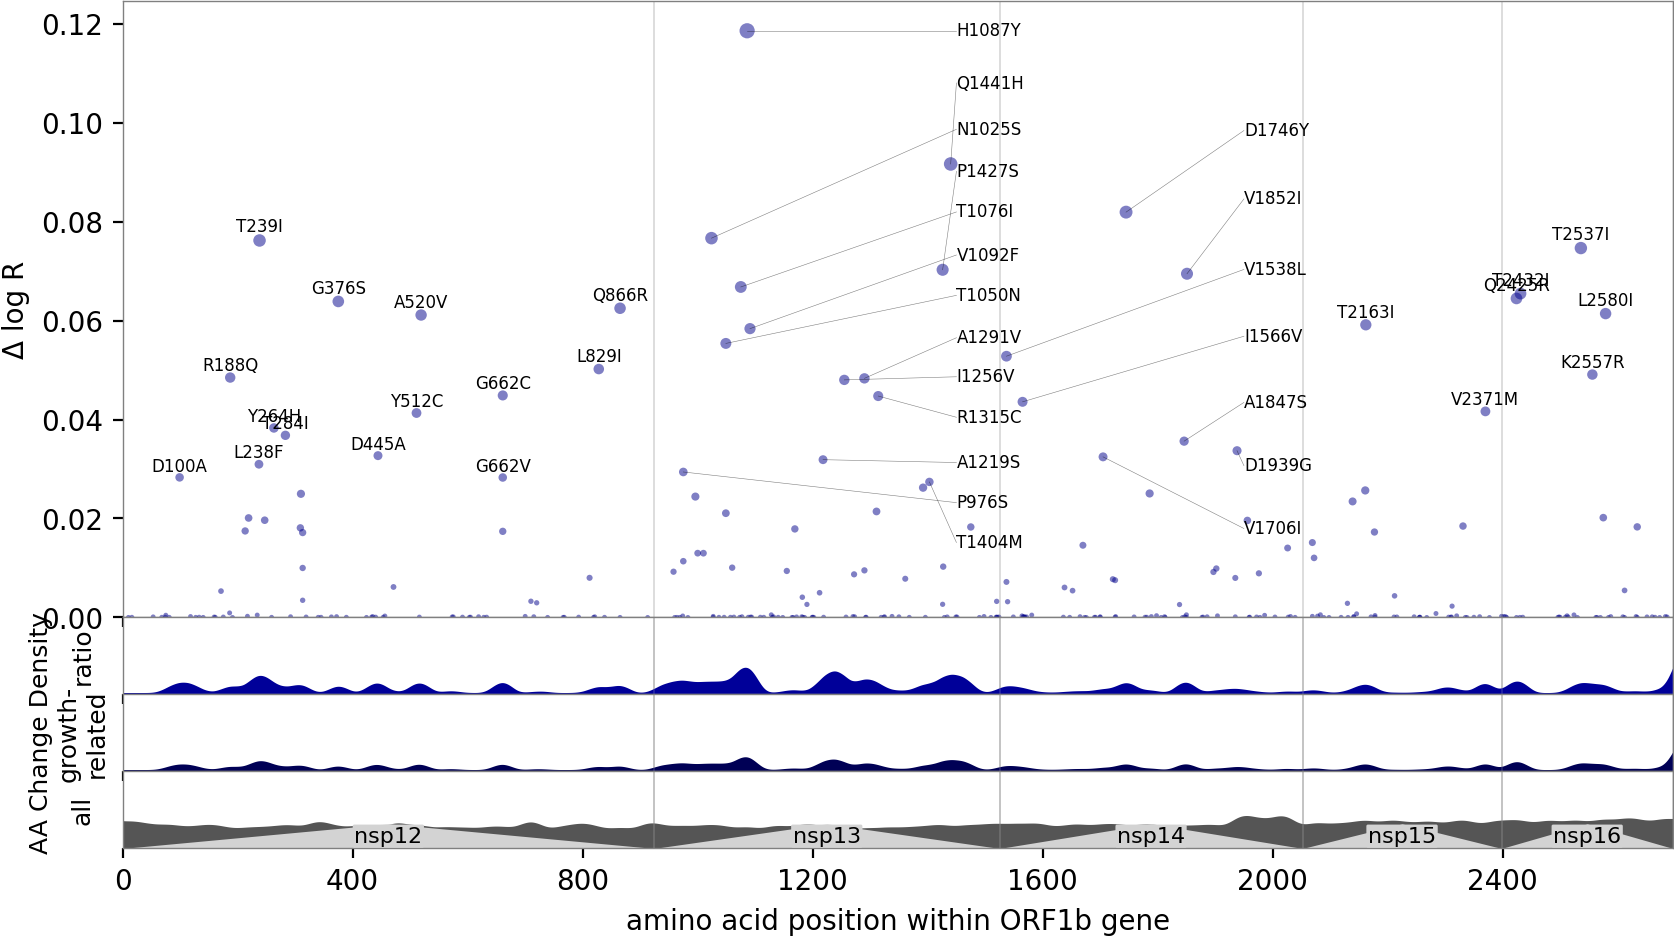 0.12
0.10
0.08
0.06
0.04
0.02
0.00
Δ log R
H1087Y
Q1441H
N1025S
D1746Y
P1427S
V1852I
T1076I
T239I
T2537I
V1092F
V1538L
T2432I
Q2425R
G376S
A520V
Q866R
T1050N
L2580I
T2163I
A1291V
I1566V
L829I
R188Q
K2557R
I1256V
G662C
Y512C
V2371M
A1847S
Y264H
T284I
R1315C
D445A
L238F
D100A
G662V
A1219S
D1939G
P976S
V1706I
T1404M
AA Change Density
ratio
growth-
related
all
nsp12
nsp13
nsp14
nsp15
nsp16
0
400
800
1200
1600
2000
2400
amino acid position within ORF1b gene